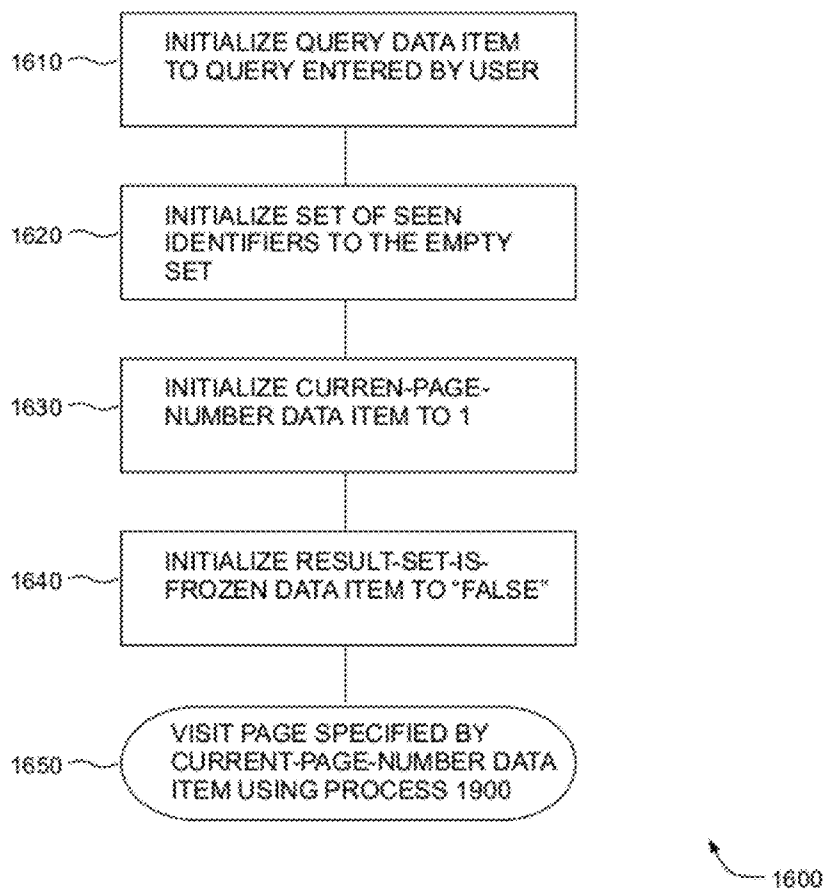 1610
INITIALIZE QUERY DATA ITEM
TO QUERY ENTERED BY USER
1620
INITIALIZE SET OF SEEN
IDENTIFIERS TO THE EMPTY
SET
1630
INITIALIZE CURREN-PAGE-
NUMBER DATA ITEM TO 1
1640
INITIALIZE RESULT-SET-IS-
FROZEN DATA ITEM TO "FALSE"
1650
VISIT PAGE SPECIFIED BY
CURRENT-PAGE-NUMBER DATA
ITEM USING PROCESS 1900
1600